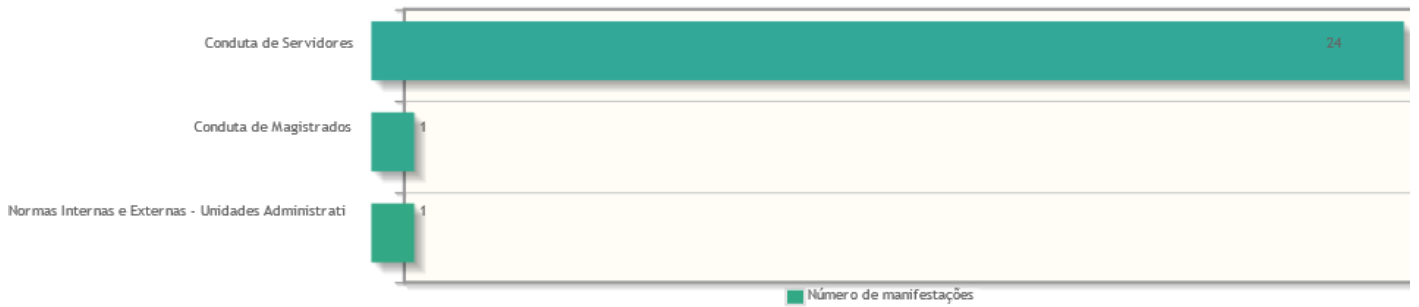 Conduta de Servidores
24
Conduta de Magistrados
1
Normas Internas e Externas - Unidades Administrati
1
Número de manifestações